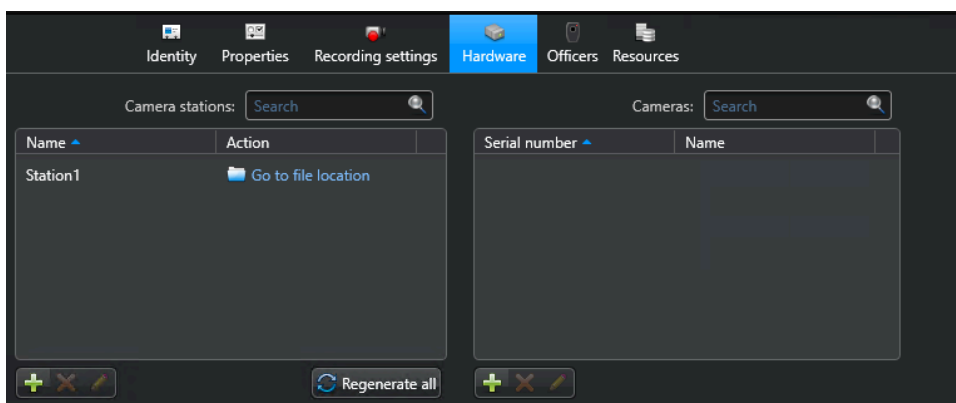 Identity Properties Recording settings Hardware Officers Resources
Camera stations: Search
Cameras: Search
Name Action
Serial number Name
Station1 Go to file location
Regenerate all